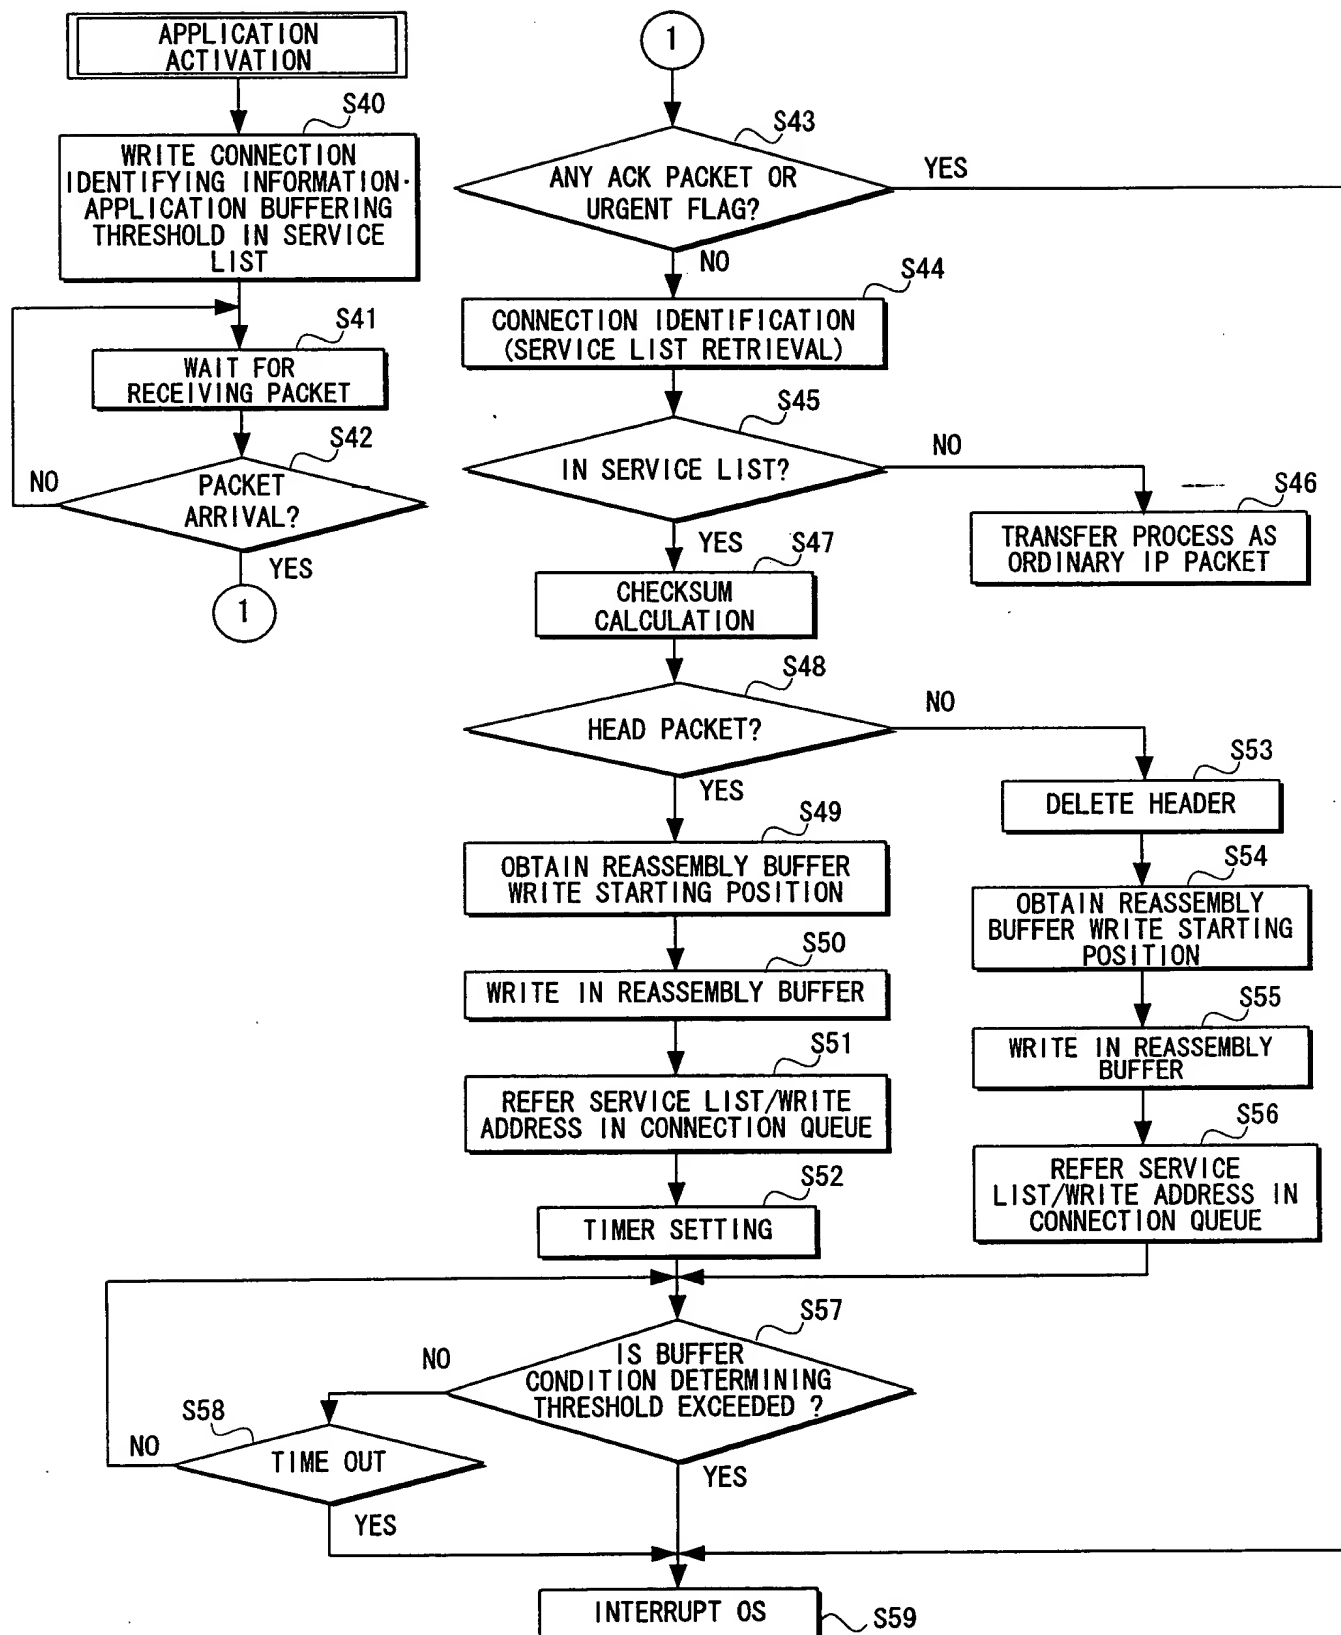 APPLICATION
ACTIVATION
S40
WRITE CONNECTION
IDENTIFYING INFORMATION·
APPLICATION BUFFERING
THRESHOLD IN SERVICE
LIST
S41
WAIT FOR
RECEIVING PACKET
S42
PACKET
ARRIVAL?
NO
YES
1
1
S43
ANY ACK PACKET OR
URGENT FLAG?
YES
NO
S44
CONNECTION IDENTIFICATION
(SERVICE LIST RETRIEVAL)
S45
IN SERVICE LIST?
NO
S46
TRANSFER PROCESS AS
ORDINARY IP PACKET
YES
S47
CHECKSUM
CALCULATION
S48
HEAD PACKET?
NO
YES
S49
OBTAIN REASSEMBLY BUFFER
WRITE STARTING POSITION
S50
WRITE IN REASSEMBLY BUFFER
S51
REFER SERVICE LIST/WRITE
ADDRESS IN CONNECTION QUEUE
S52
TIMER SETTING
S53
DELETE HEADER
S54
OBTAIN REASSEMBLY
BUFFER WRITE STARTING
POSITION
S55
WRITE IN REASSEMBLY
BUFFER
S56
REFER SERVICE
LIST/WRITE ADDRESS IN
CONNECTION QUEUE
S57
IS BUFFER
CONDITION DETERMINING
THRESHOLD EXCEEDED ?
NO
YES
S58
TIME OUT
NO
YES
INTERRUPT OS
S59